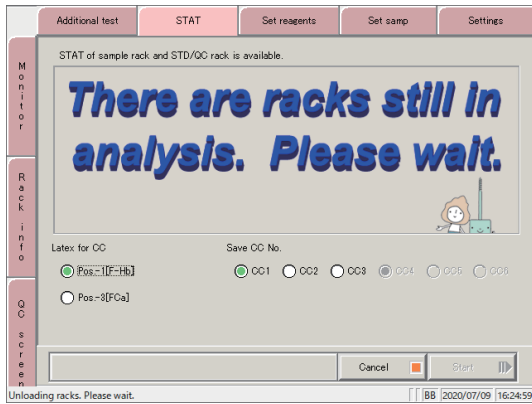 Additional test
STAT
Set reagents
Set samp
Settings
Monitor
Rack info
QC screen
STAT of sample rack and STD/QC rack is available.
There are racks still in
analysis. Please wait.
Latex for CC
Save CC No.
Pos.-1[F-Hb]
CC1 CC2 CC3 CC4 CC5 CC6
Pos.-3[FCa]
Cancel
Start
Unloading racks. Please wait.
BB 2020/07/09 16:24:59